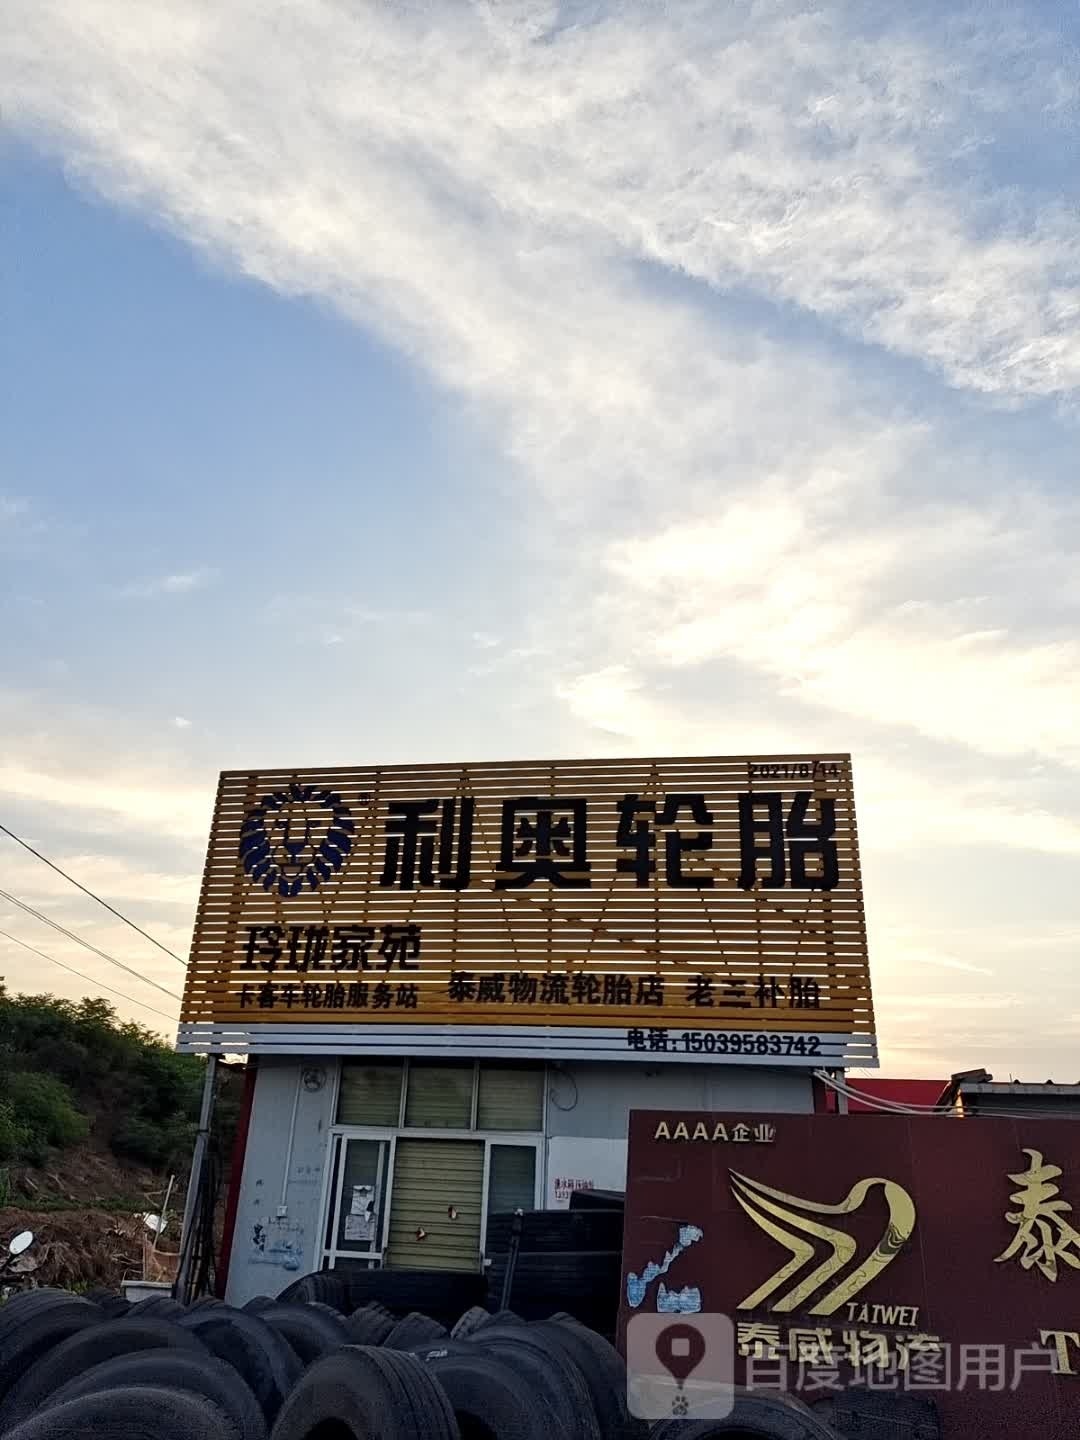 2021/8/14
利奥轮胎
玲珑家苑
卡客车轮胎服务站
泰威物流轮胎店 老三补胎
电话:15039583742
AAAA企业
泰
TAIWEI
泰威物流
T
百度地图用户